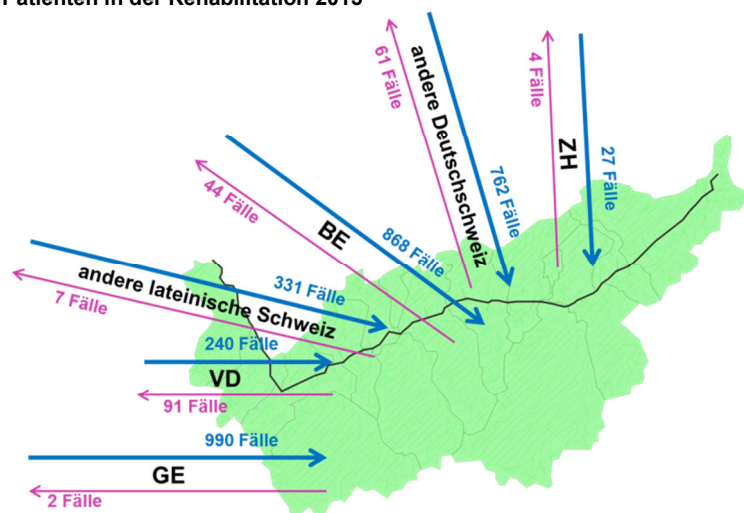 Patienten in der Rehabilitation 2015
61 Fälle
andere Deutschschweiz
762 Fälle
4 Fälle
ZH
27 Fälle
44 Fälle
BE
868 Fälle
331 Fälle
andere lateinische Schweiz
7 Fälle
240 Fälle
VD
91 Fälle
990 Fälle
GE
2 Fälle